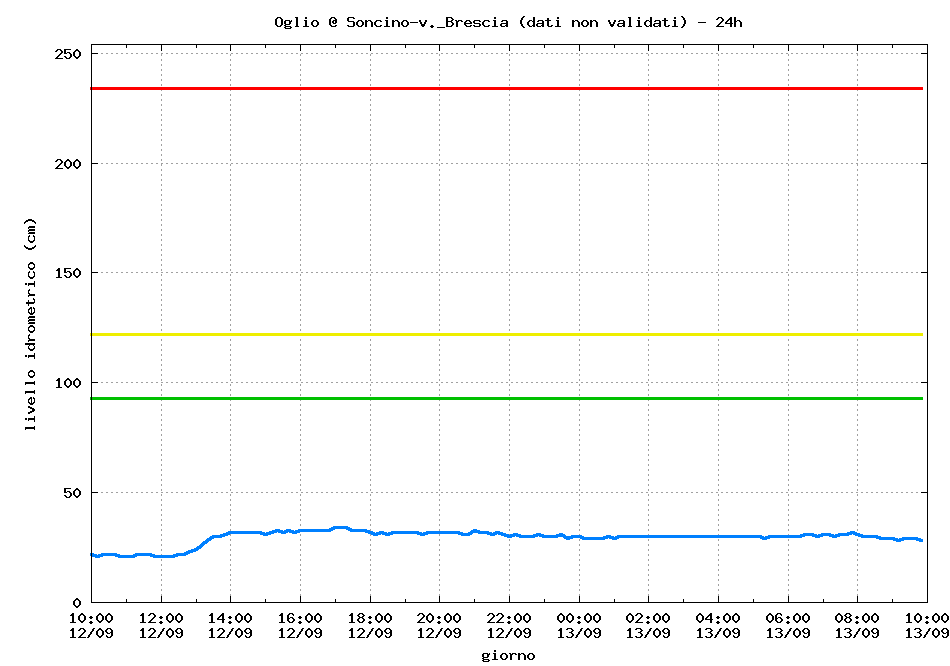 Oglio @ Soncino-v._Brescia (dati non validati) - 24h
250
200
150
100
50
0
livello idrometrico (cm)
10:00 12:00 14:00 16:00 18:00 20:00 22:00 00:00 02:00 04:00 06:00 08:00 10:00
12/09 12/09 12/09 12/09 12/09 12/09 12/09 13/09 13/09 13/09 13/09 13/09 13/09
giorno